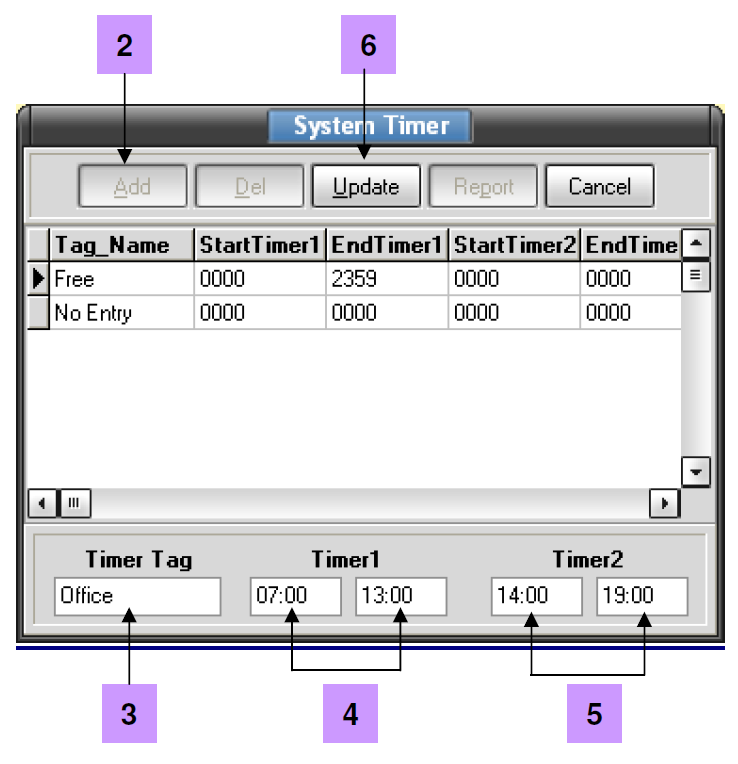 2 6
System Timer
Add Del Update Report Cancel
Tag_Name StartTimer1 EndTimer1 StartTimer2 EndTime
Free 0000 2359 0000 0000
No Entry 0000 0000 0000 0000
Timer Tag Timer1 Timer2
Office 07:00 13:00 14:00 19:00
3 4 5